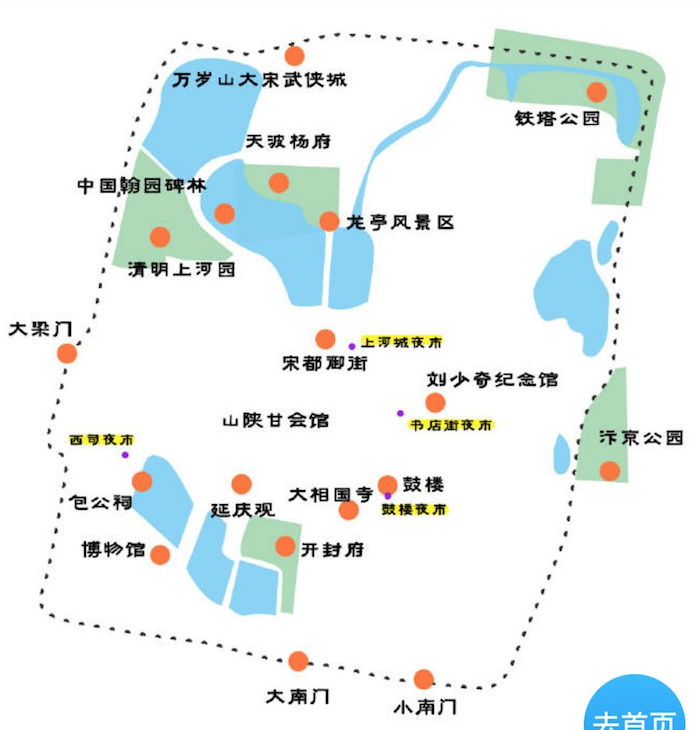 万岁山大宋武侠城
铁塔公园
天波杨府
中国翰园碑林
龙亭风景区
清明上河园
大梁门
上河城夜市
宋都御街
刘少奇纪念馆
山陕甘会馆
书店街夜市
西司夜市
汴京公园
包公祠
大相国寺
鼓楼
延庆观
鼓楼夜市
博物馆
开封府
大南门
小南门
去首页